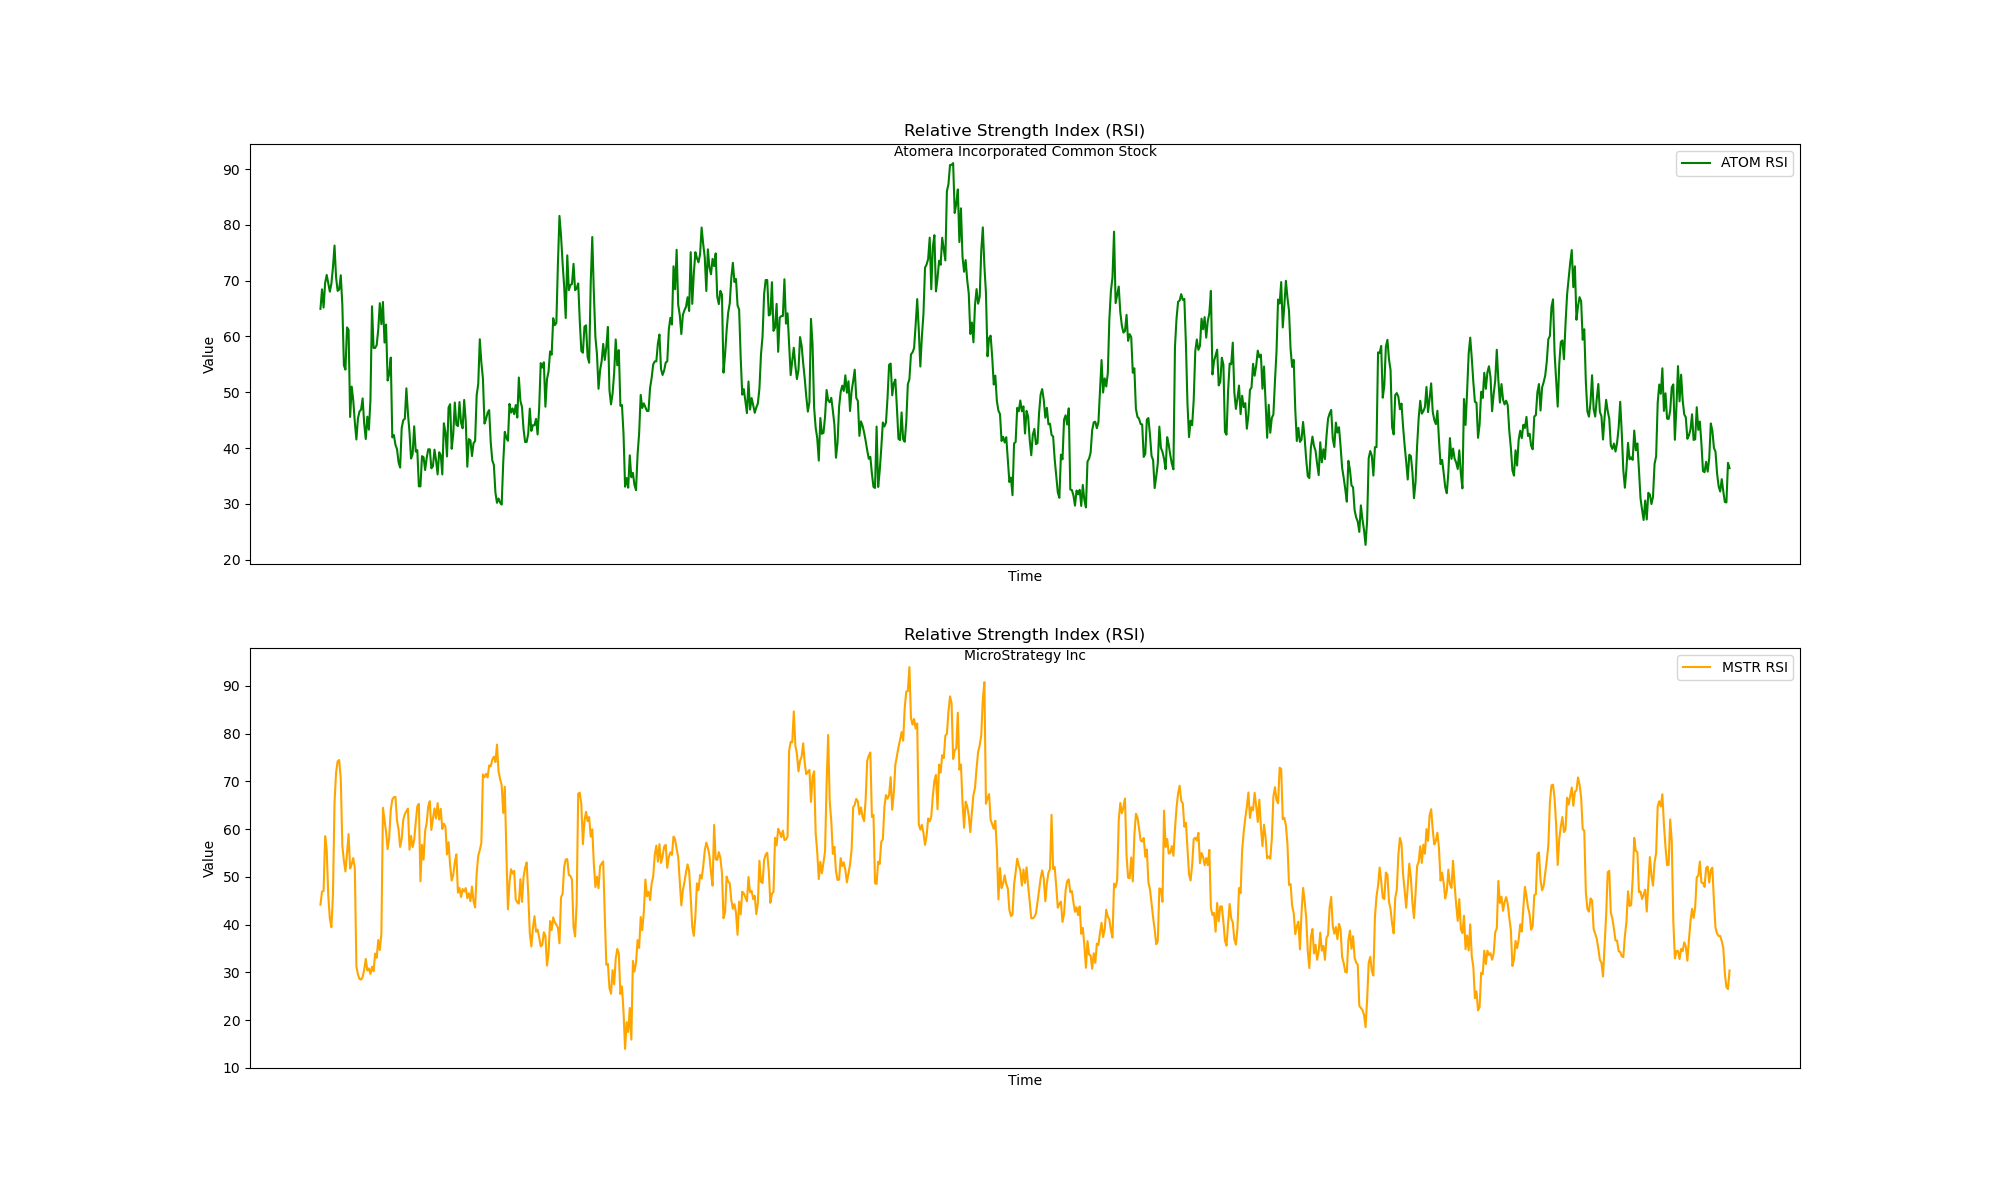 Relative Strength Index (RSI)
Atomera Incorporated Common Stock
ATOM RSI
90
80
70
60
50
40
30
20
Value
Time
Relative Strength Index (RSI)
MicroStrategy Inc
MSTR RSI
90
80
70
60
50
40
30
20
10
Value
Time